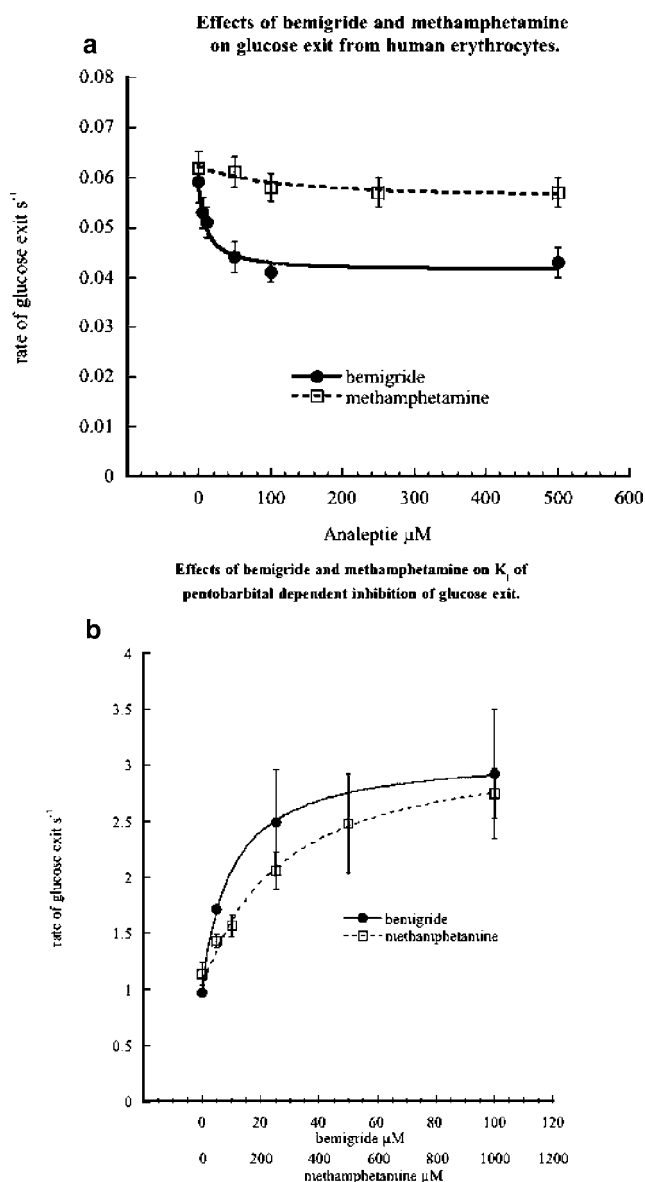 Effects of bemigride and methamphetamine
on glucose exit from human erythrocytes.
a
0.08
0.07
0.06
0.05
0.04
0.03
0.02
0.01
0
rate of glucose exit s⁻¹
bemigride
methamphetamine
0 100 200 300 400 500 600
Analeptie µM
Effects of bemigride and methamphetamine on Kᵢ of
pentobarbital dependent inhibition of glucose exit.
b
4
3.5
3
2.5
2
1.5
1
0.5
0
rate of glucose exit s⁻¹
bemigride
methamphetamine
0 20 40 60 80 100 120
bemigride µM
0 200 400 600 800 1000 1200
methamphetamine µM